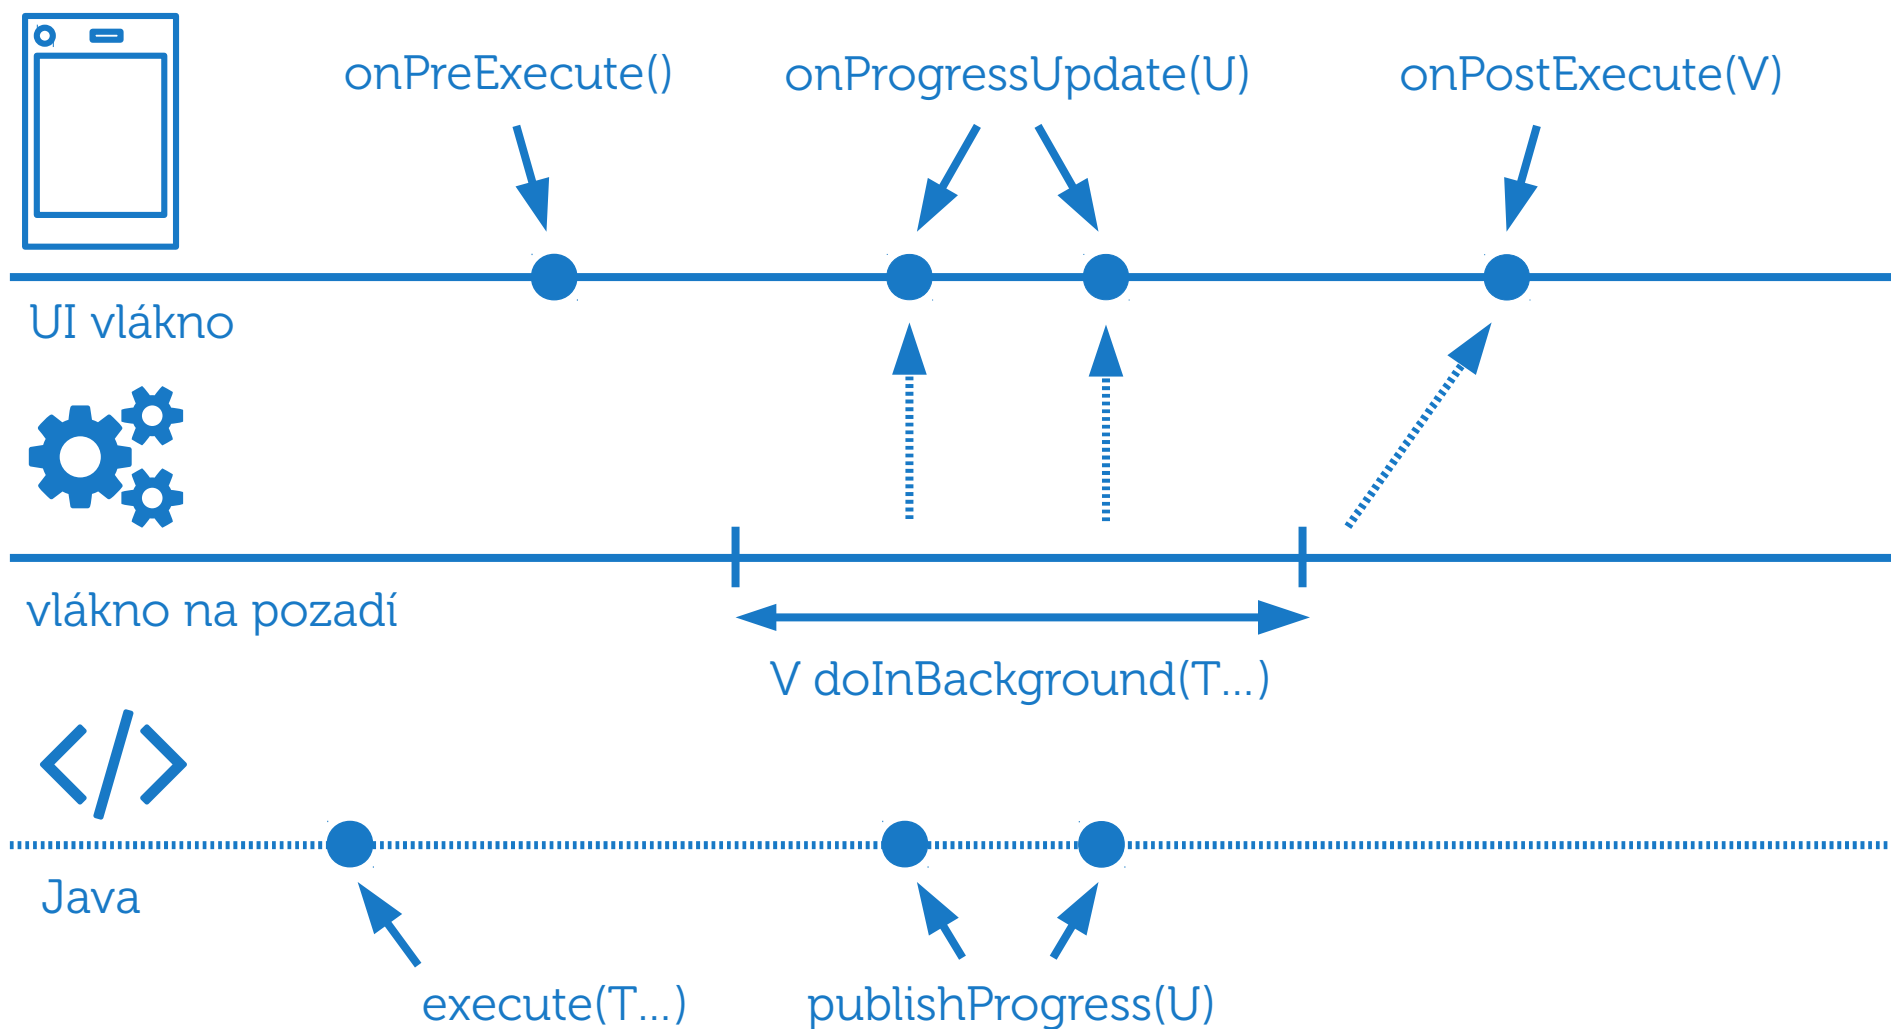 onPreExecute()
onProgressUpdate(U)
onPostExecute(V)
UI vlákno
vlákno na pozadí
V doInBackground(T...)
Java
execute(T...)
publishProgress(U)